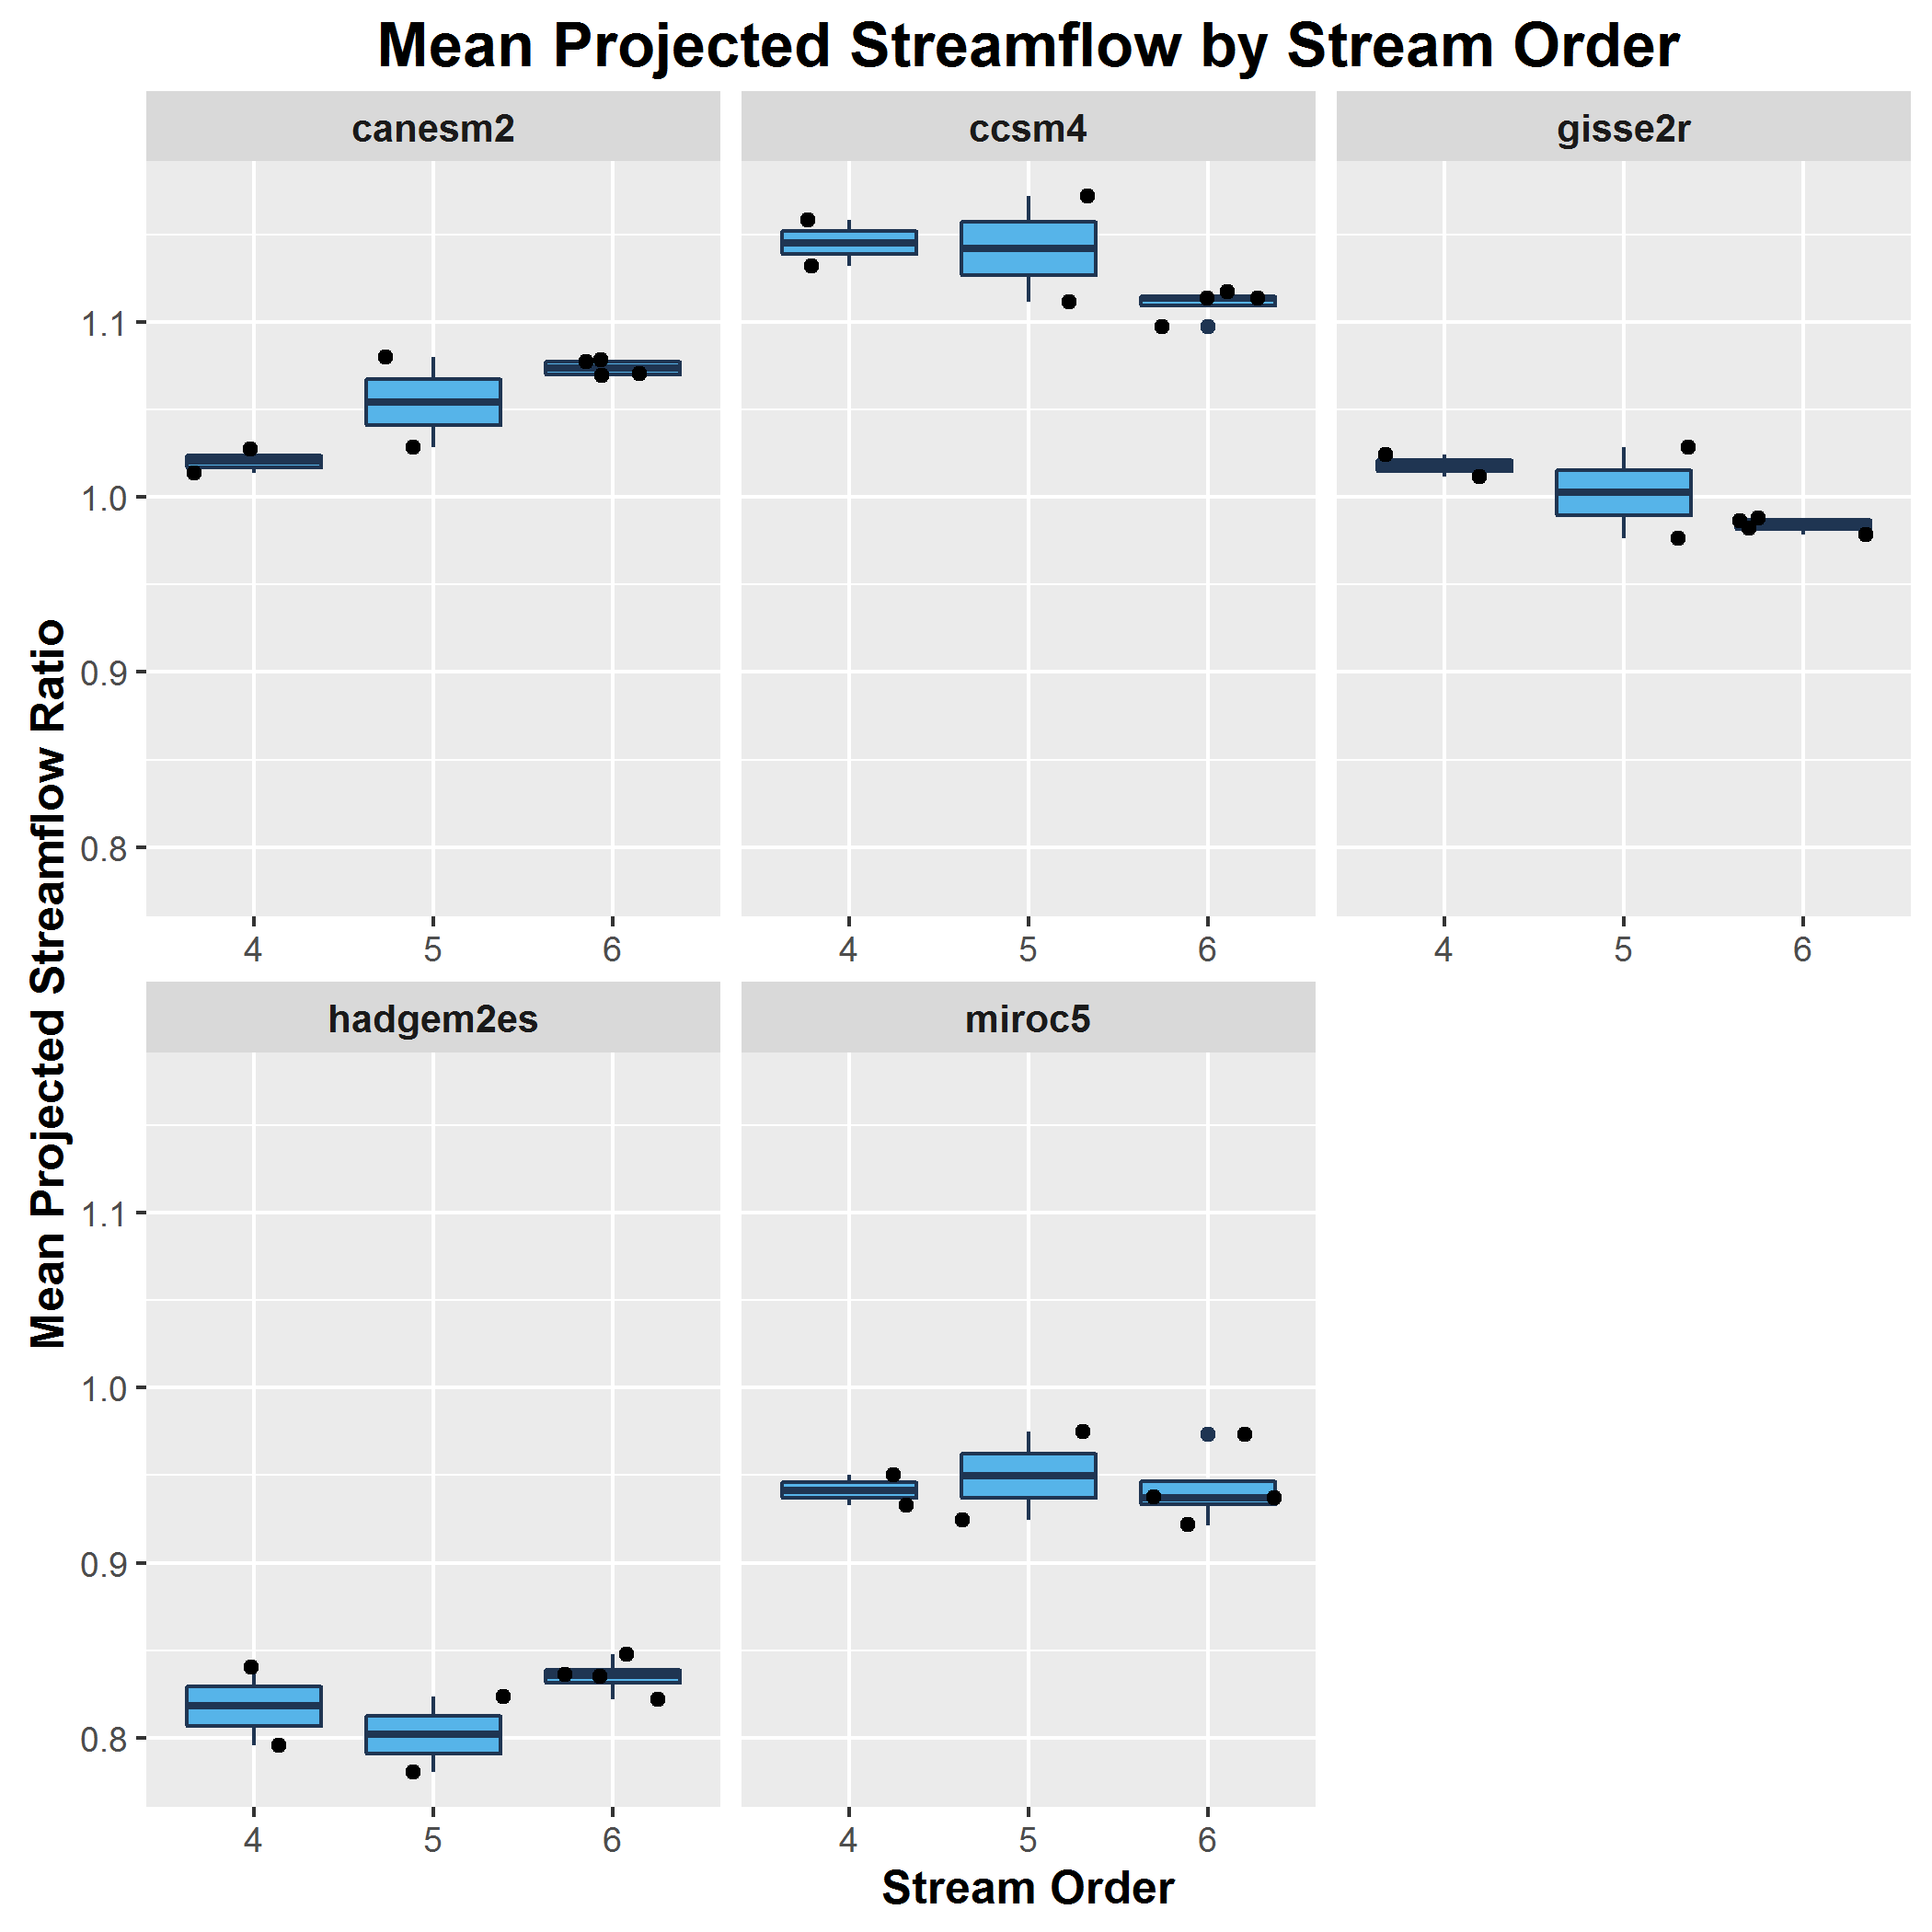 Mean Projected Streamflow by Stream Order
canesm2
ccsm4
gisse2r
1.1
1.0
0.9
0.8
4 5 6
4 5 6
4 5 6
Mean Projected Streamflow Ratio
hadgem2es
miroc5
1.1
1.0
0.9
0.8
4 5 6
4 5 6
Stream Order